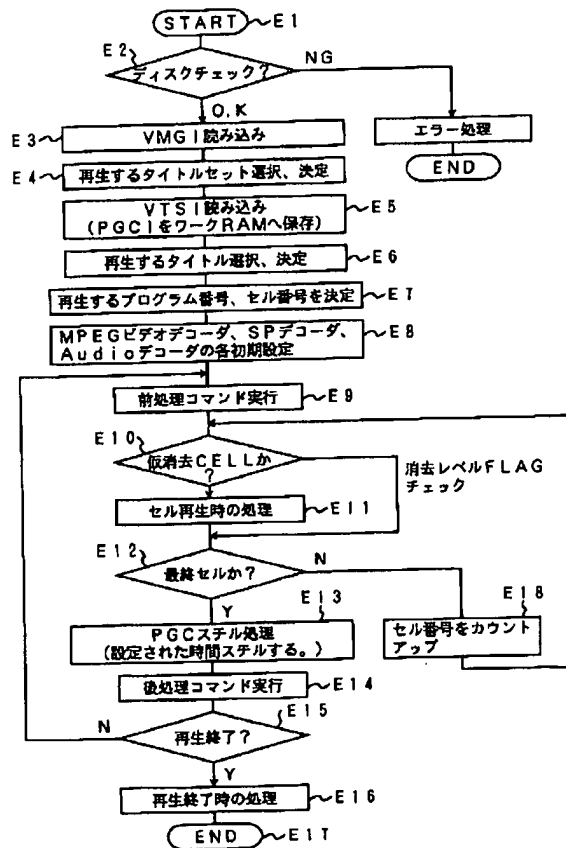 START E1
E2
ディスクチェック?
NG
O,K
エラー処理
END
E3 VMGI読み込み
E4 再生するタイトルセット選択、決定
VTSI読み込み
(PGCIをワークRAMへ保存)
E5
再生するタイトル選択、決定 E6
再生するプログラム番号、セル番号を決定 E7
MPEGビデオデコーダ、SPデコーダ、
Audioデコーダの各初期設定
E8
前処理コマンド実行 E9
E10
仮消去CELLか
?
消去レベルFLAG
チェック
セル再生時の処理 E11
E12
最終セルか?
N
Y
E13
E18
PGCスチル処理
(設定された時間スチルする。)
セル番号をカウント
アップ
後処理コマンド実行 E14
E15
N
再生終了?
Y
再生終了時の処理 E16
END E17